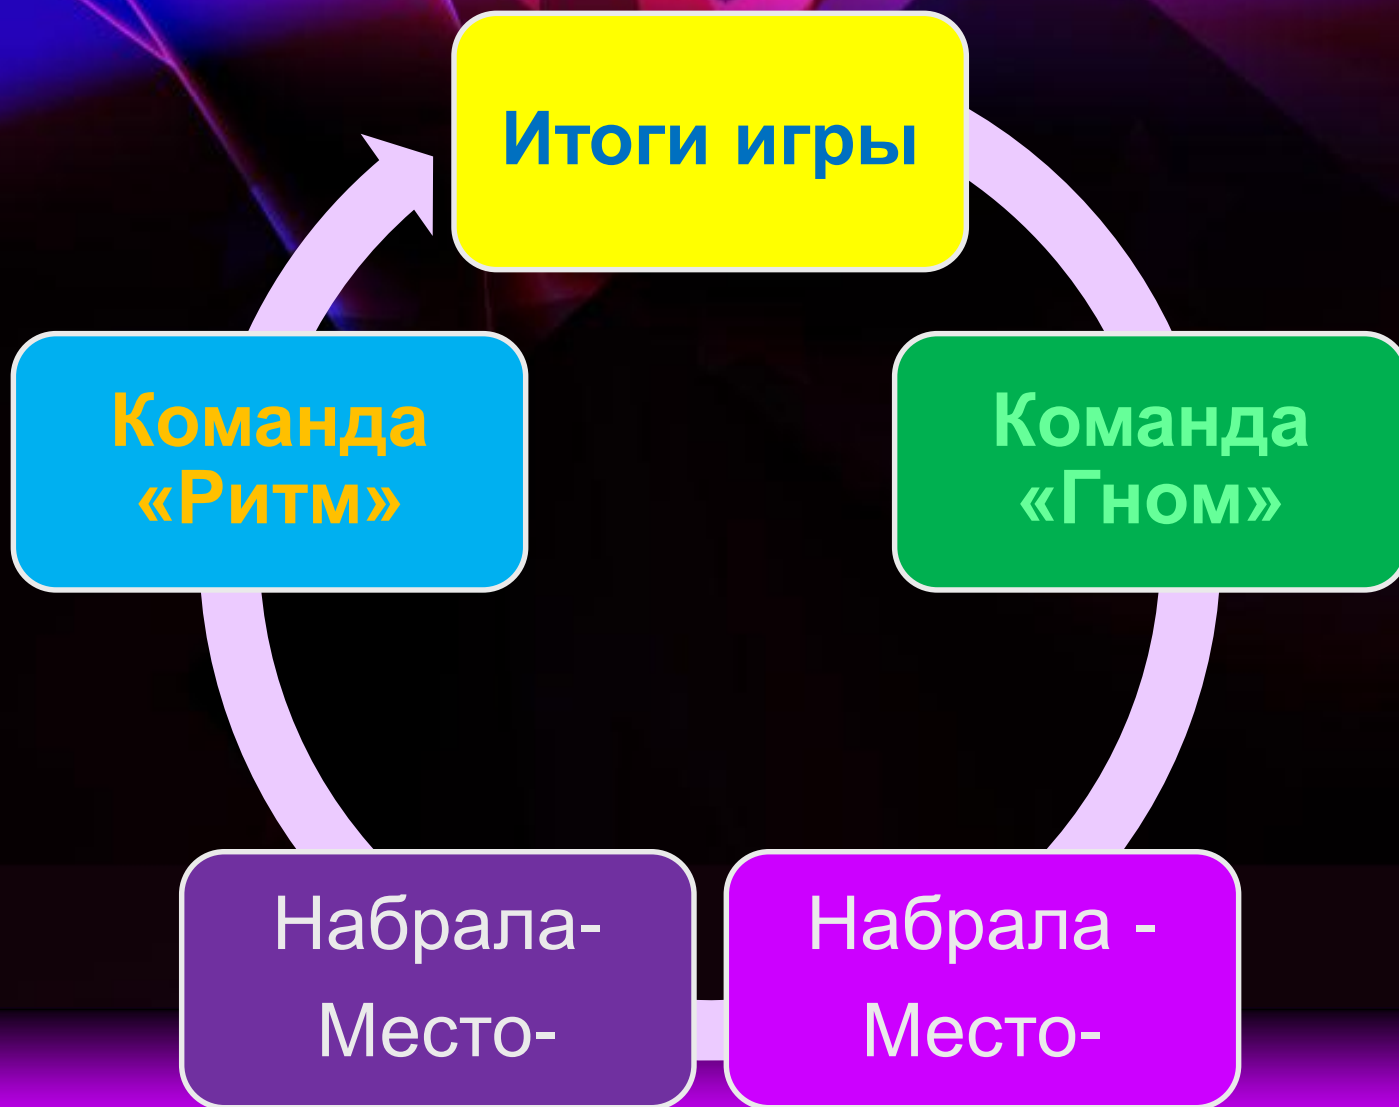 Итоги игры
Команда
«Ритм»
Команда
«Гном»
Набрала-
Место-
Набрала -
Место-